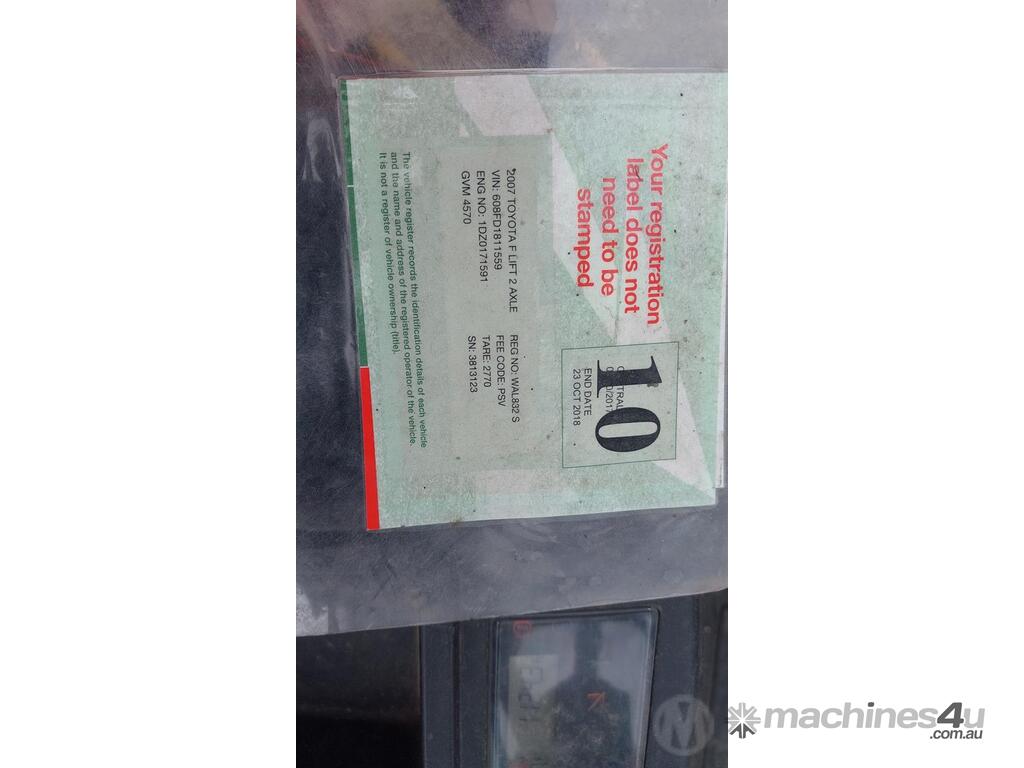 Your registration
label does not
need to be
stamped
10
END DATE
23 OCT 2018
2007 TOYOTA F LIFT 2 AXLE
VIN: 608FD1811559
ENG NO: 1DZ0171591
GVM 4570
REG NO: WAL832 S
FEE CODE: PSV
TARE: 2770
SN: 3813123
The vehicle register records the identification details of each vehicle
and the name and address of the registered operator of the vehicle.
It is not a register of vehicle ownership (title).
machines4u
.com.au